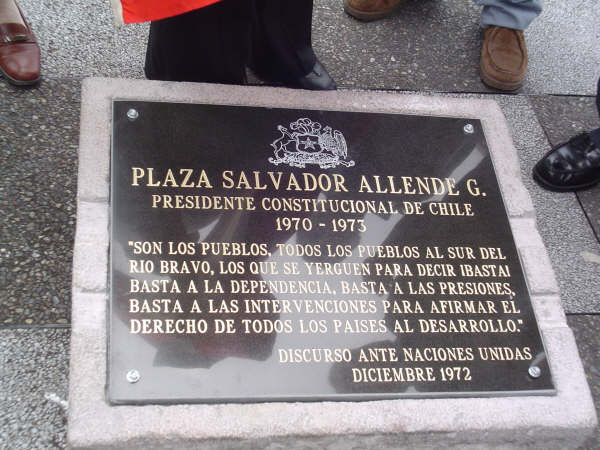 PLAZA SALVADOR ALLENDE G.
PRESIDENTE CONSTITUCIONAL DE CHILE
1970 - 1973
"SON LOS PUEBLOS, TODOS LOS PUEBLOS AL SUR DEL
RIO BRAVO, LOS QUE SE YERGUEN PARA DECIR ¡BASTA!
BASTA A LA DEPENDENCIA, BASTA A LAS PRESIONES,
BASTA A LAS INTERVENCIONES PARA AFIRMAR EL
DERECHO DE TODOS LOS PAISES AL DESARROLLO."
DISCURSO ANTE NACIONES UNIDAS
DICIEMBRE 1972